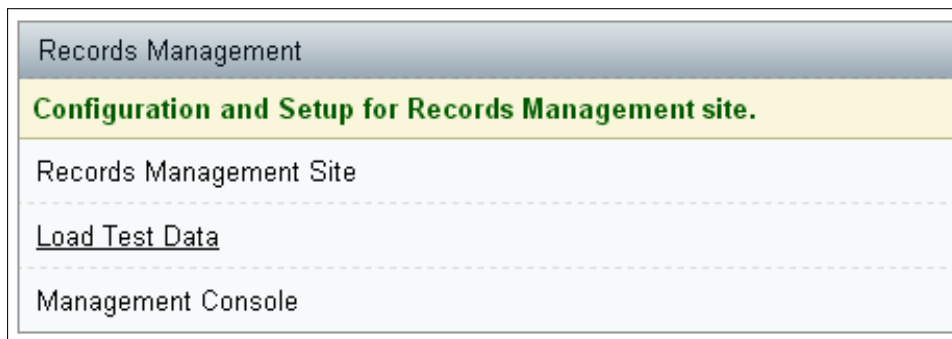 Records Management
Configuration and Setup for Records Management site.
Records Management Site
Load Test Data
Management Console